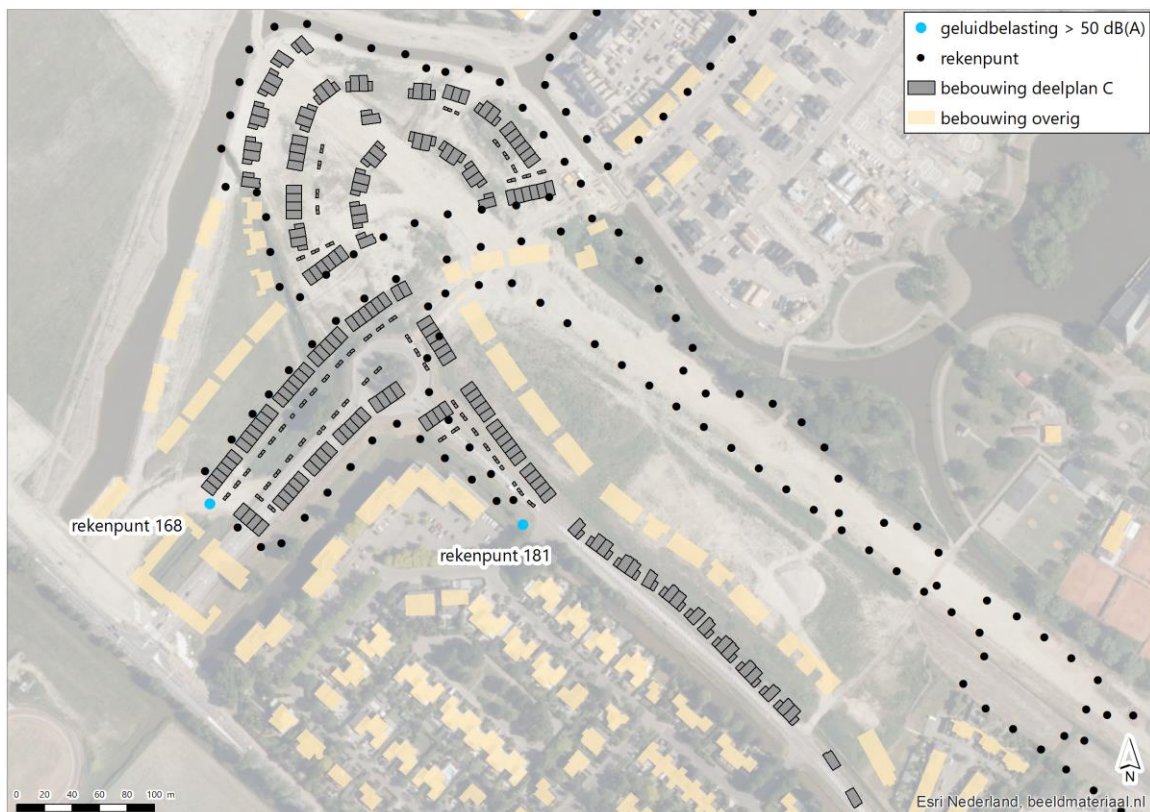 geluidbelasting > 50 dB(A)
rekenpunt
bebouwing deelplan C
bebouwing overig
rekenpunt 168
rekenpunt 181
0 20 40 60 80 100 m
N
Esri Nederland, beeldmateriaal.nl